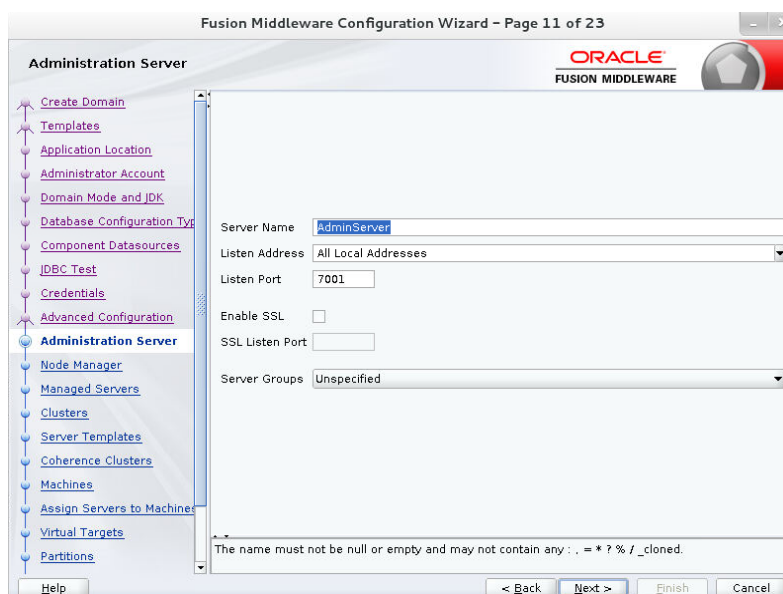 Fusion Middleware Configuration Wizard - Page 11 of 23
Administration Server
ORACLE
FUSION MIDDLEWARE
Create Domain
Templates
Application Location
Administrator Account
Domain Mode and JDK
Database Configuration Typ
Component Datasources
JDBC Test
Credentials
Advanced Configuration
Administration Server
Node Manager
Managed Servers
Clusters
Server Templates
Coherence Clusters
Machines
Assign Servers to Machines
Virtual Targets
Partitions
Server Name AdminServer
Listen Address All Local Addresses
Listen Port 7001
Enable SSL
SSL Listen Port
Server Groups Unspecified
The name must not be null or empty and may not contain any : , = * ? % / _cloned.
Help
< Back Next > Finish Cancel